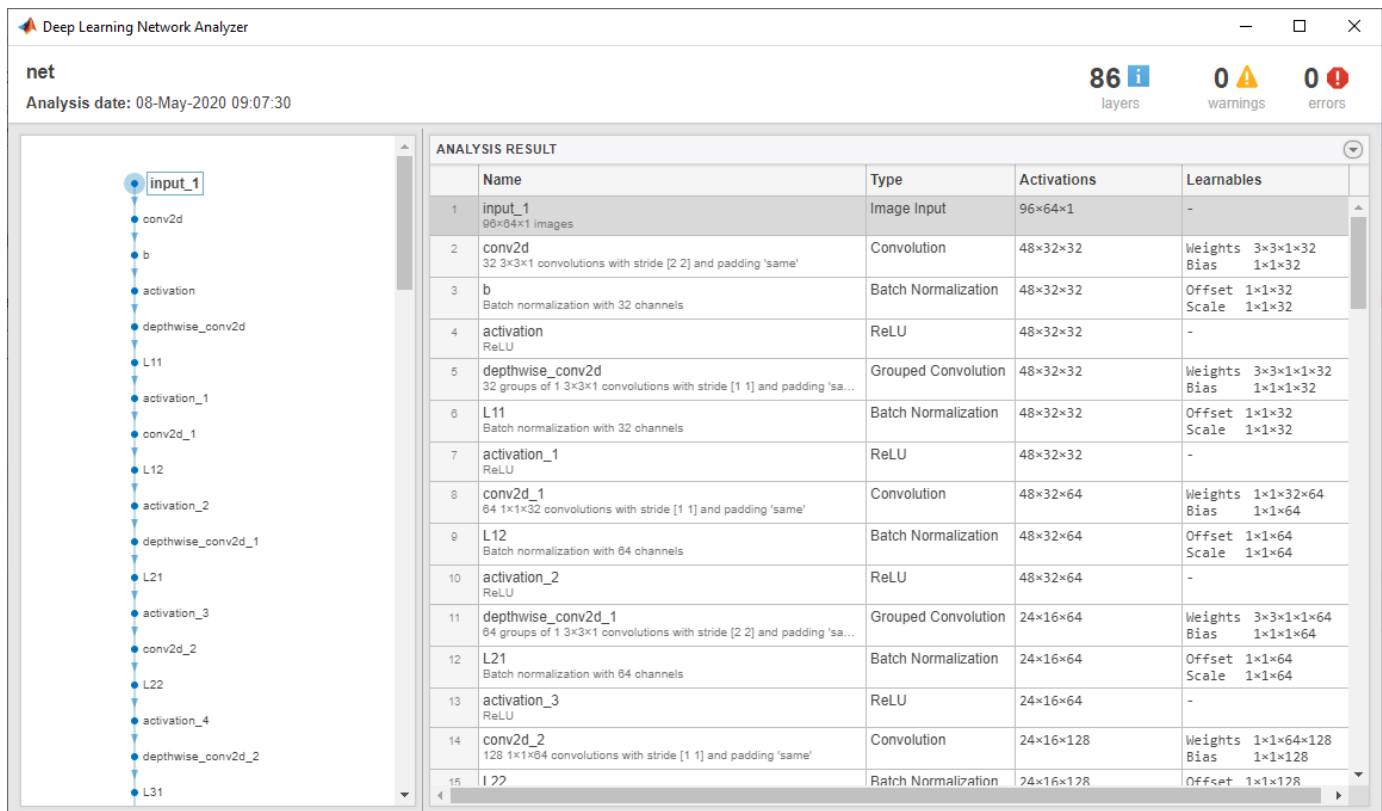 Deep Learning Network Analyzer
net
Analysis date: 08-May-2020 09:07:30
86 i
layers
0
warnings
0
errors
input_1
conv2d
b
activation
depthwise_conv2d
L11
activation_1
conv2d_1
L12
activation_2
depthwise_conv2d_1
L21
activation_3
conv2d_2
L22
activation_4
depthwise_conv2d_2
L31
ANALYSIS RESULT
Name Type Activations Learnables
1 input_1 Image Input 96×64×1 -
96×64×1 images
2 conv2d Convolution 48×32×32 Weights 3×3×1×32
32 3×3×1 convolutions with stride [2 2] and padding 'same' Bias 1×1×32
3 b Batch Normalization 48×32×32 Offset 1×1×32
Batch normalization with 32 channels Scale 1×1×32
4 activation ReLU 48×32×32 -
ReLU
5 depthwise_conv2d Grouped Convolution 48×32×32 Weights 3×3×1×1×32
32 groups of 1 3×3×1 convolutions with stride [1 1] and padding 'sa... Bias 1×1×1×32
6 L11 Batch Normalization 48×32×32 Offset 1×1×32
Batch normalization with 32 channels Scale 1×1×32
7 activation_1 ReLU 48×32×32 -
ReLU
8 conv2d_1 Convolution 48×32×64 Weights 1×1×32×64
64 1×1×32 convolutions with stride [1 1] and padding 'same' Bias 1×1×64
9 L12 Batch Normalization 48×32×64 Offset 1×1×64
Batch normalization with 64 channels Scale 1×1×64
10 activation_2 ReLU 48×32×64 -
ReLU
11 depthwise_conv2d_1 Grouped Convolution 24×16×64 Weights 3×3×1×1×64
64 groups of 1 3×3×1 convolutions with stride [2 2] and padding 'sa... Bias 1×1×1×64
12 L21 Batch Normalization 24×16×64 Offset 1×1×64
Batch normalization with 64 channels Scale 1×1×64
13 activation_3 ReLU 24×16×64 -
ReLU
14 conv2d_2 Convolution 24×16×128 Weights 1×1×64×128
128 1×1×64 convolutions with stride [1 1] and padding 'same' Bias 1×1×128
15 L22 Batch Normalization 24×16×128 Offset 1×1×128